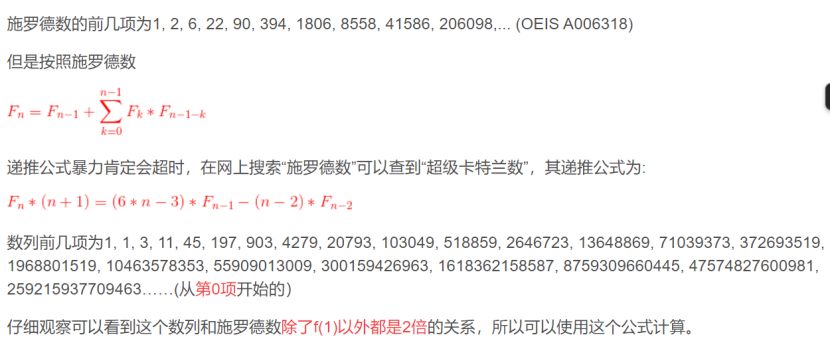 施罗德数的前几项为1, 2, 6, 22, 90, 394, 1806, 8558, 41586, 206098,... (OEIS A006318)
但是按照施罗德数
F_n = F_{n-1} + \sum_{k=0}^{n-1} F_k * F_{n-1-k}
递推公式暴力肯定会超时，在网上搜索“施罗德数”可以查到“超级卡特兰数”，其递推公式为:
F_n * (n + 1) = (6 * n − 3) * F_{n-1} − (n − 2) * F_{n-2}
数列前几项为1, 1, 3, 11, 45, 197, 903, 4279, 20793, 103049, 518859, 2646723, 13648869, 71039373, 372693519,
1968801519, 10463578353, 55909013009, 300159426963, 1618362158587, 8759309660445, 47574827600981,
259215937709463……(从第0项开始的）
仔细观察可以看到这个数列和施罗德数除了f(1)以外都是2倍的关系，所以可以使用这个公式计算。